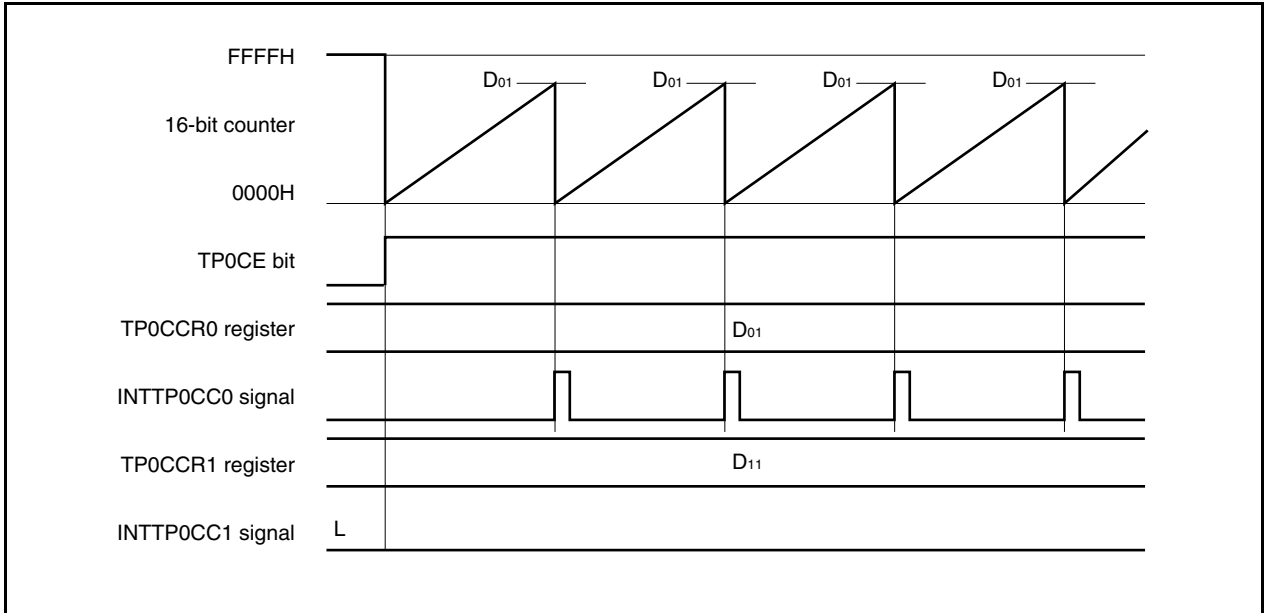 FFFFH
D01 D01 D01 D01
16-bit counter
0000H
TP0CE bit
TP0CCR0 register
D01
INTTP0CC0 signal
TP0CCR1 register
D11
INTTP0CC1 signal
L